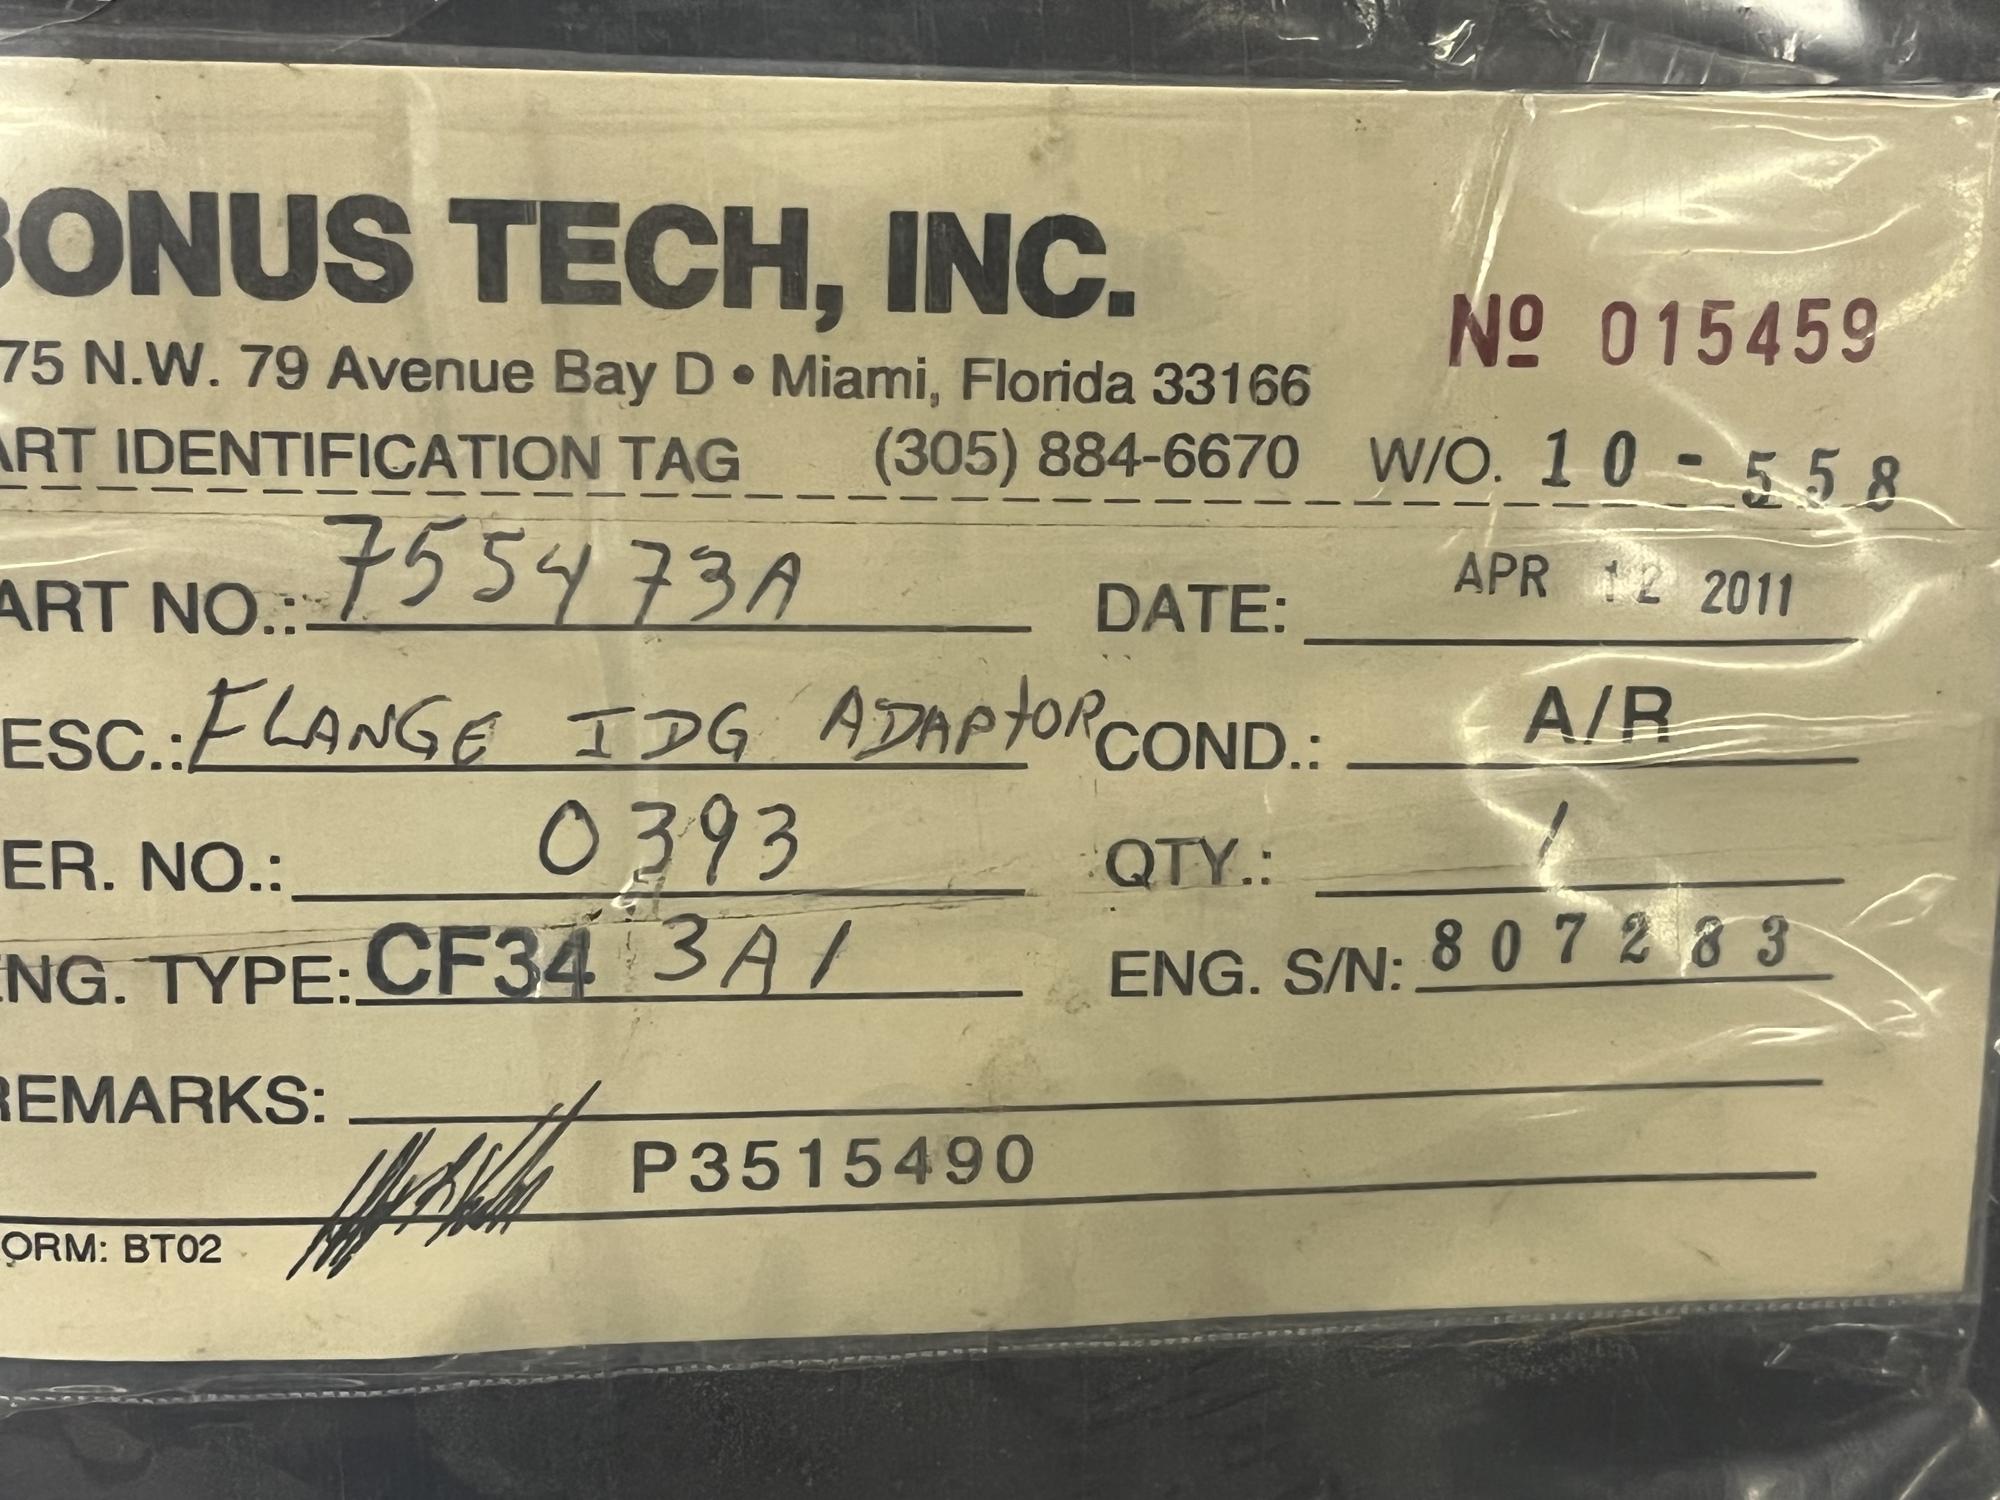 BONUS TECH, INC.
Nº 015459
75 N.W. 79 Avenue Bay D • Miami, Florida 33166
ART IDENTIFICATION TAG (305) 884-6670 W/O. 10-558
ART NO.: 755473A DATE: APR 12 2011
ESC.: FLANGE IDG ADAPTOR COND.: A/R
ER. NO.: 0393 QTY.: 1
ENG. TYPE: CF34 3A1 ENG. S/N: 807283
REMARKS:
P3515490
ORM: BT02